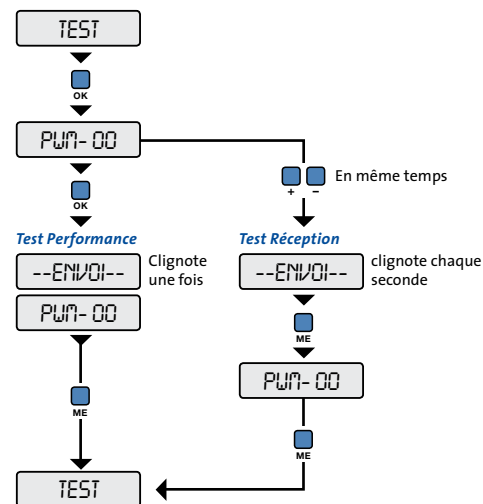 TEST
OK
PWM-00
+ -
En même temps
OK
Test Performance
--ENVOI--
Clignote
une fois
PWM-00
ME
Test Réception
--ENVOI--
clignote chaque
seconde
ME
PWM-00
ME
TEST